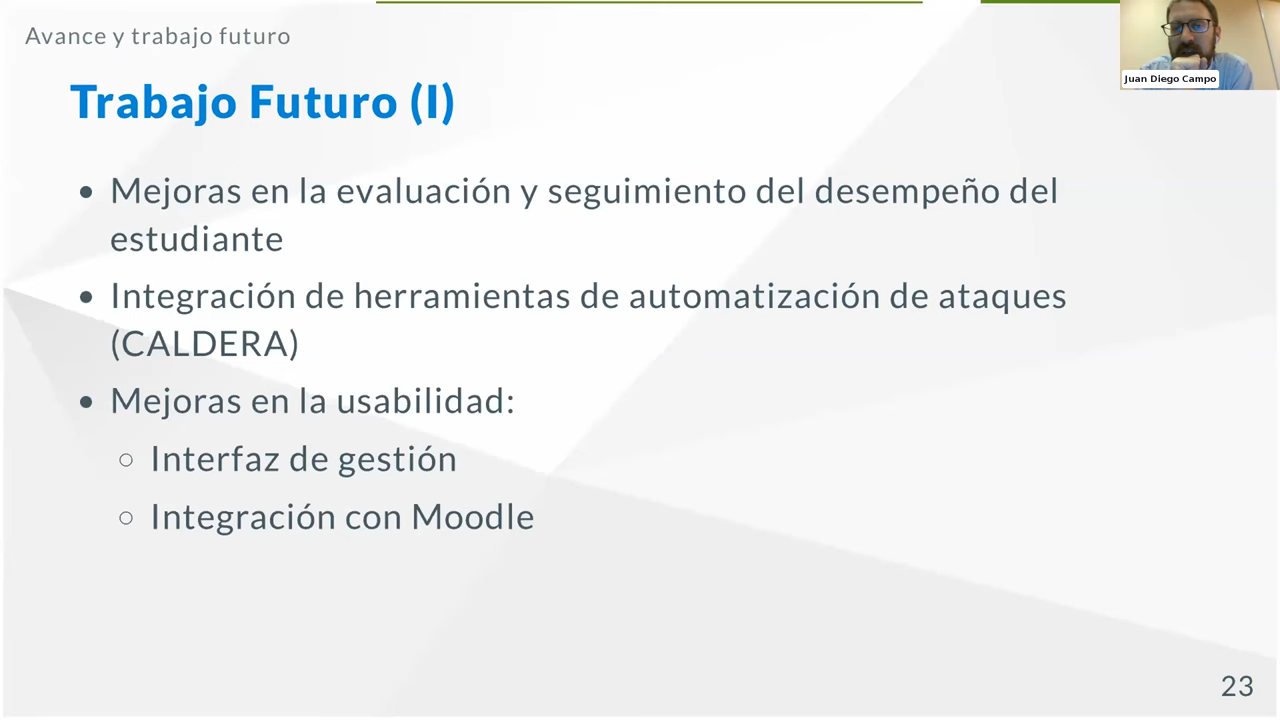 Avance y trabajo futuro
Juan Diego Campo
Trabajo Futuro (I)
• Mejoras en la evaluación y seguimiento del desempeño del
estudiante
• Integración de herramientas de automatización de ataques
(CALDERA)
• Mejoras en la usabilidad:
○ Interfaz de gestión
○ Integración con Moodle
23